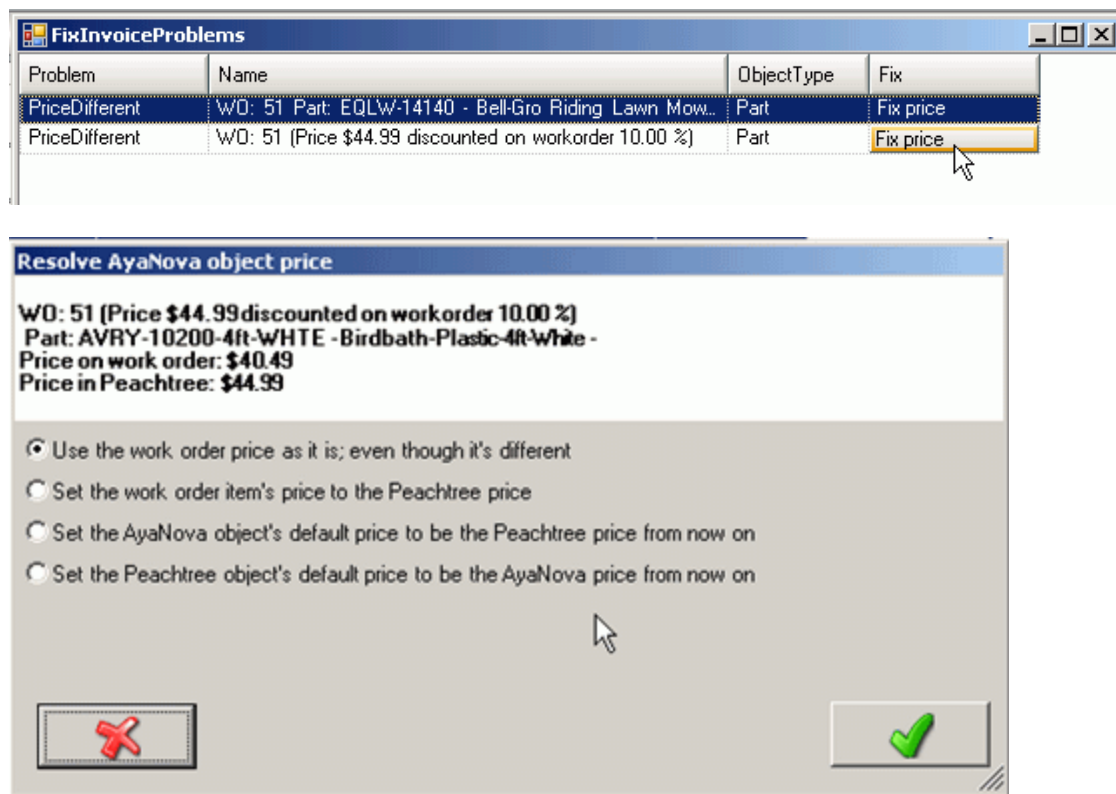 FixInvoiceProblems
Problem Name ObjectType Fix
PriceDifferent WO: 51 Part: EQLW-14140 - Bell-Gro Riding Lawn Mow... Part Fix price
PriceDifferent WO: 51 (Price $44.99 discounted on workorder 10.00 %) Part Fix price
Resolve AyaNova object price
WO: 51 (Price $44.99 discounted on workorder 10.00 %)
Part: AVRY-10200-4ft-WHTE -Birdbath-Plastic-4ft-White -
Price on work order: $40.49
Price in Peachtree: $44.99
Use the work order price as it is; even though it's different
Set the work order item's price to the Peachtree price
Set the AyaNova object's default price to be the Peachtree price from now on
Set the Peachtree object's default price to be the AyaNova price from now on